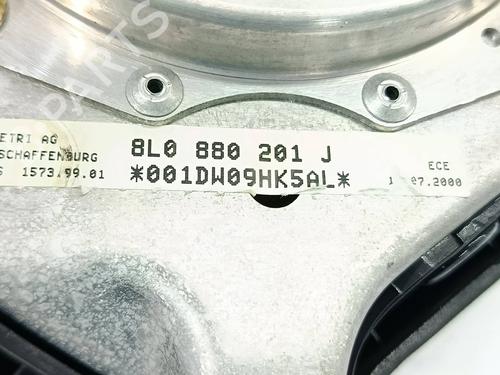 ETRI AG
SCHAFFENBURG
S 1573.99.01
8L0 880 201 J
*001DW09HK5AL*
ECE
07.2000
PARTS